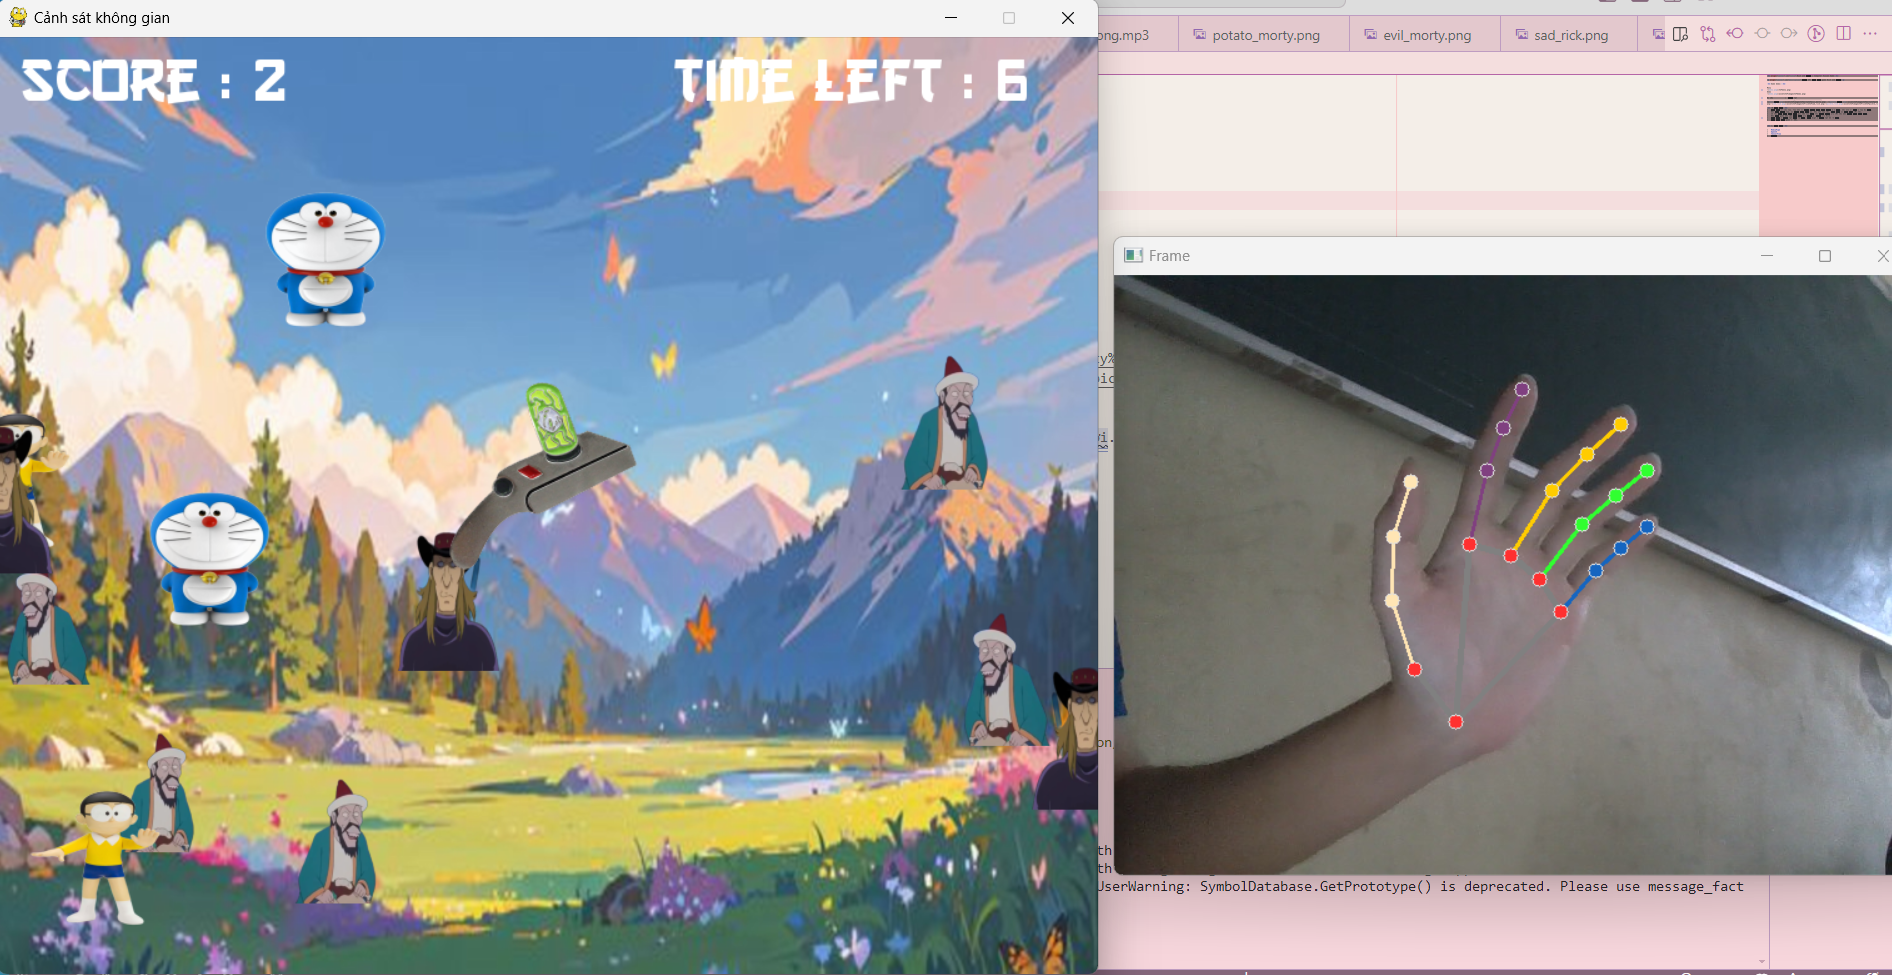 Cảnh sát không gian
SCORE : 2
TIME LEFT : 6
ong.mp3
potato_morty.png
evil_morty.png
sad_rick.png
Frame
UserWarning: SymbolDatabase.GetPrototype() is deprecated. Please use message_fact